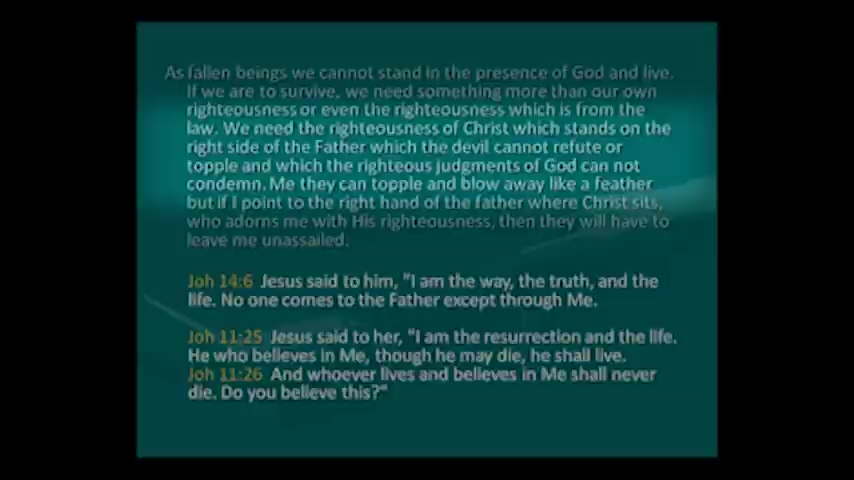 As fallen beings we cannot stand in the presence of God and live.
If we are to survive, we need something more than our own
righteousness or even the righteousness which is from the
law. We need the righteousness of Christ which stands on the
right side of the Father which the devil cannot refute or
topple and which the righteous judgments of God can not
condemn. Me they can topple and blow away like a feather
but if I point to the right hand of the father where Christ sits,
who adorns me with His righteousness, then they will have to
leave me unassailed.
Joh 14:6 Jesus said to him, "I am the way, the truth, and the
life. No one comes to the Father except through Me.
Joh 11:25 Jesus said to her, "I am the resurrection and the life.
He who believes in Me, though he may die, he shall live.
Joh 11:26 And whoever lives and believes in Me shall never
die. Do you believe this?"